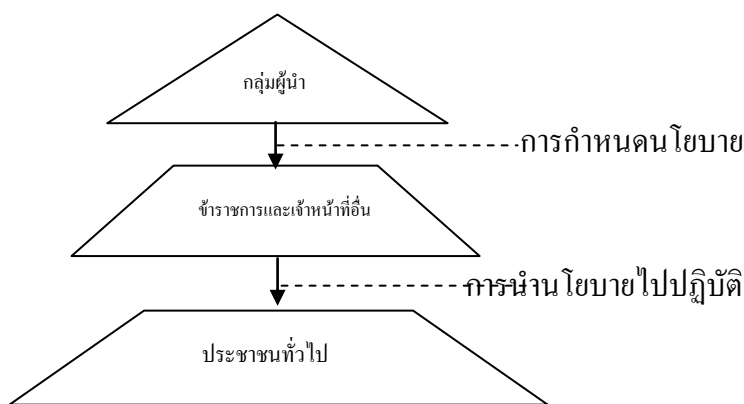 กลุ่มผู้นำ
การกำหนดนโยบาย
ข้าราชการและเจ้าหน้าที่อื่น
การนำนโยบายไปปฏิบัติ
ประชาชนทั่วไป